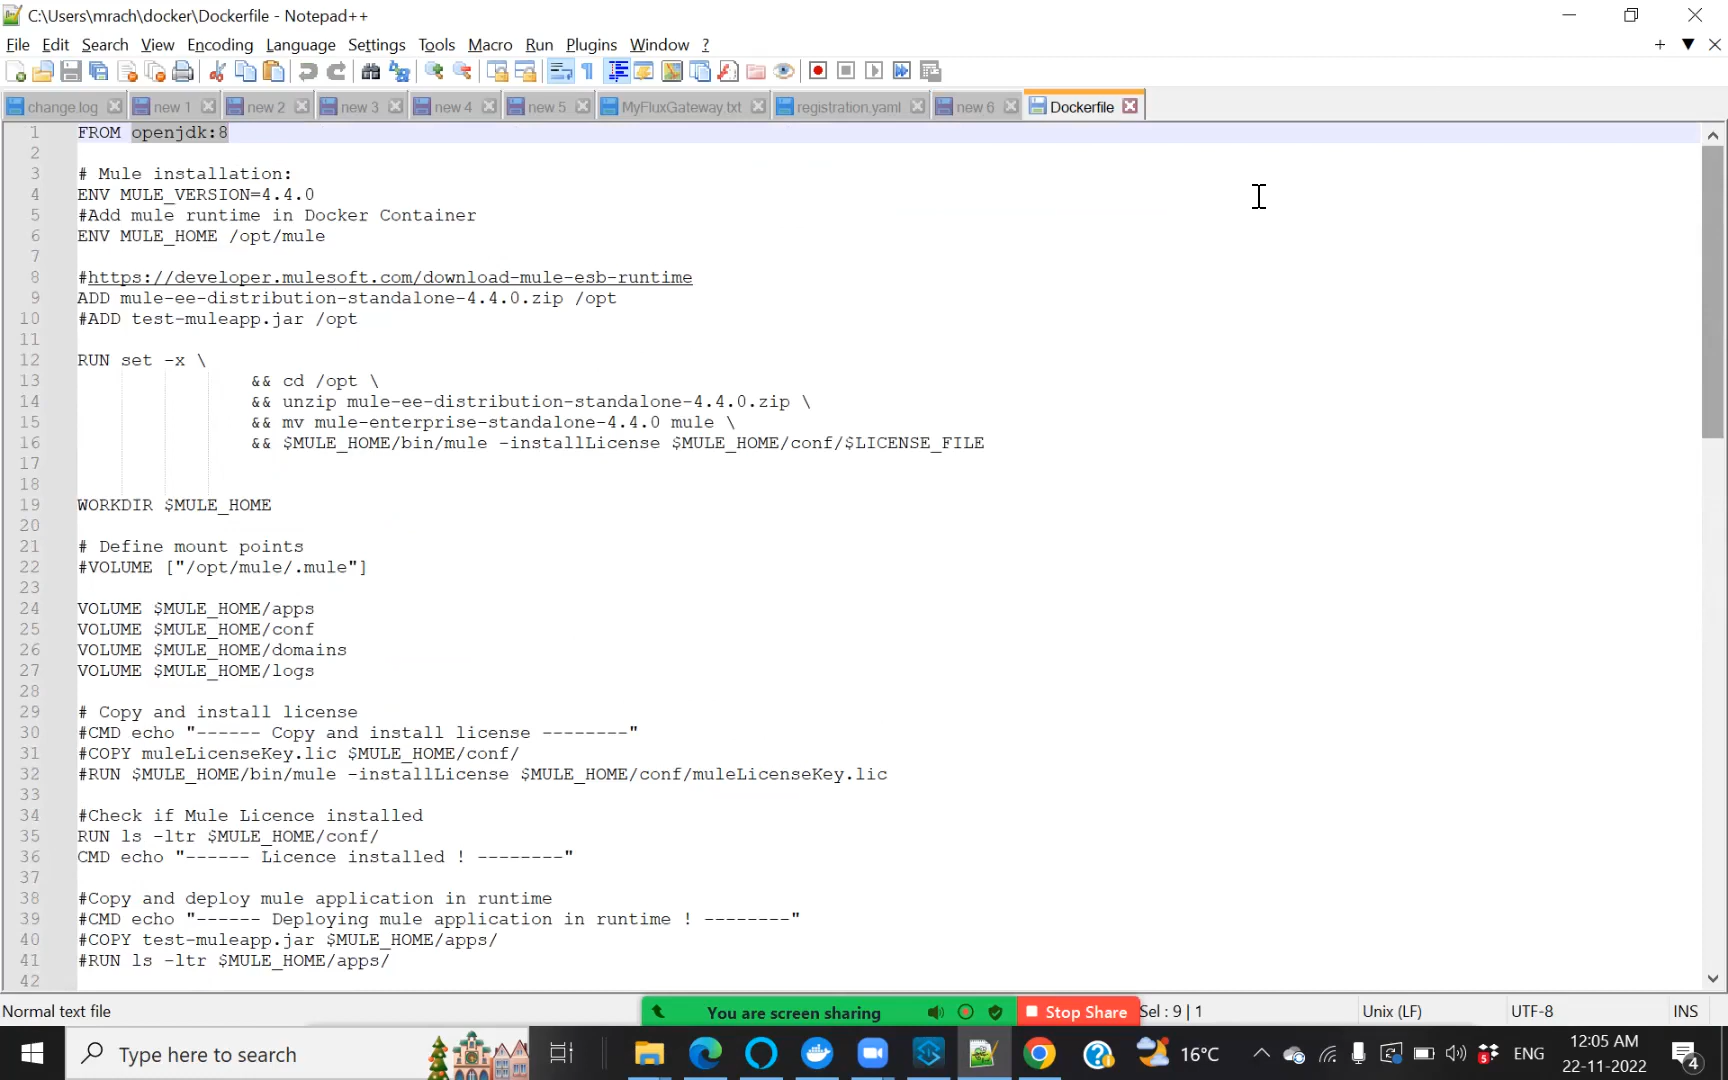 C:\Users\mrach\docker\Dockerfile - Notepad++
File Edit Search View Encoding Language Settings Tools Macro Run Plugins Window ?
change.log new 1 new 2 new 3 new 4 new 5 MyFluxGateway.txt registration.yaml new 6 Dockerfile
1 FROM openjdk:8
2
3 # Mule installation:
4 ENV MULE_VERSION=4.4.0
5 #Add mule runtime in Docker Container
6 ENV MULE_HOME /opt/mule
7
8 #https://developer.mulesoft.com/download-mule-esb-runtime
9 ADD mule-ee-distribution-standalone-4.4.0.zip /opt
10 #ADD test-muleapp.jar /opt
11
12 RUN set -x \
13 && cd /opt \
14 && unzip mule-ee-distribution-standalone-4.4.0.zip \
15 && mv mule-enterprise-standalone-4.4.0 mule \
16 && $MULE_HOME/bin/mule -installLicense $MULE_HOME/conf/$LICENSE_FILE
17
18
19 WORKDIR $MULE_HOME
20
21 # Define mount points
22 #VOLUME ["/opt/mule/.mule"]
23
24 VOLUME $MULE_HOME/apps
25 VOLUME $MULE_HOME/conf
26 VOLUME $MULE_HOME/domains
27 VOLUME $MULE_HOME/logs
28
29 # Copy and install license
30 #CMD echo "------ Copy and install license --------"
31 #COPY muleLicenseKey.lic $MULE_HOME/conf/
32 #RUN $MULE_HOME/bin/mule -installLicense $MULE_HOME/conf/muleLicenseKey.lic
33
34 #Check if Mule Licence installed
35 RUN ls -ltr $MULE_HOME/conf/
36 CMD echo "------ Licence installed ! --------"
37
38 #Copy and deploy mule application in runtime
39 #CMD echo "------ Deploying mule application in runtime ! --------"
40 #COPY test-muleapp.jar $MULE_HOME/apps/
41 #RUN ls -ltr $MULE_HOME/apps/
42
Normal text file You are screen sharing Stop Share Sel : 9 | 1 Unix (LF) UTF-8 INS
Type here to search 16°C ENG 12:05 AM
22-11-2022 4